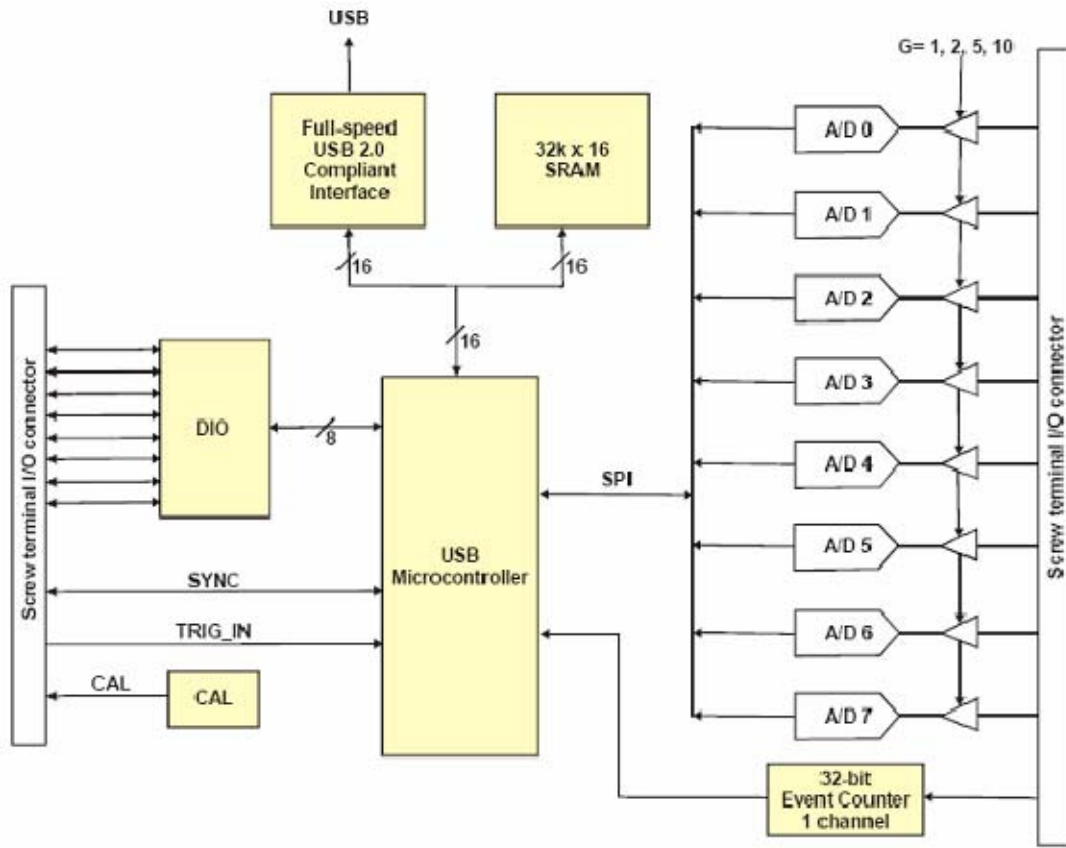 USB
G= 1, 2, 5, 10
Full-speed
USB 2.0
Compliant
Interface
32k x 16
SRAM
A/D 0
A/D 1
16
16
A/D 2
16
A/D 3
DIO
8
A/D 4
SPI
USB
Microcontroller
A/D 5
SYNC
TRIG_IN
A/D 6
CAL
CAL
A/D 7
32-bit
Event Counter
1 channel
Screw terminal I/O connector
Screw terminal I/O connector